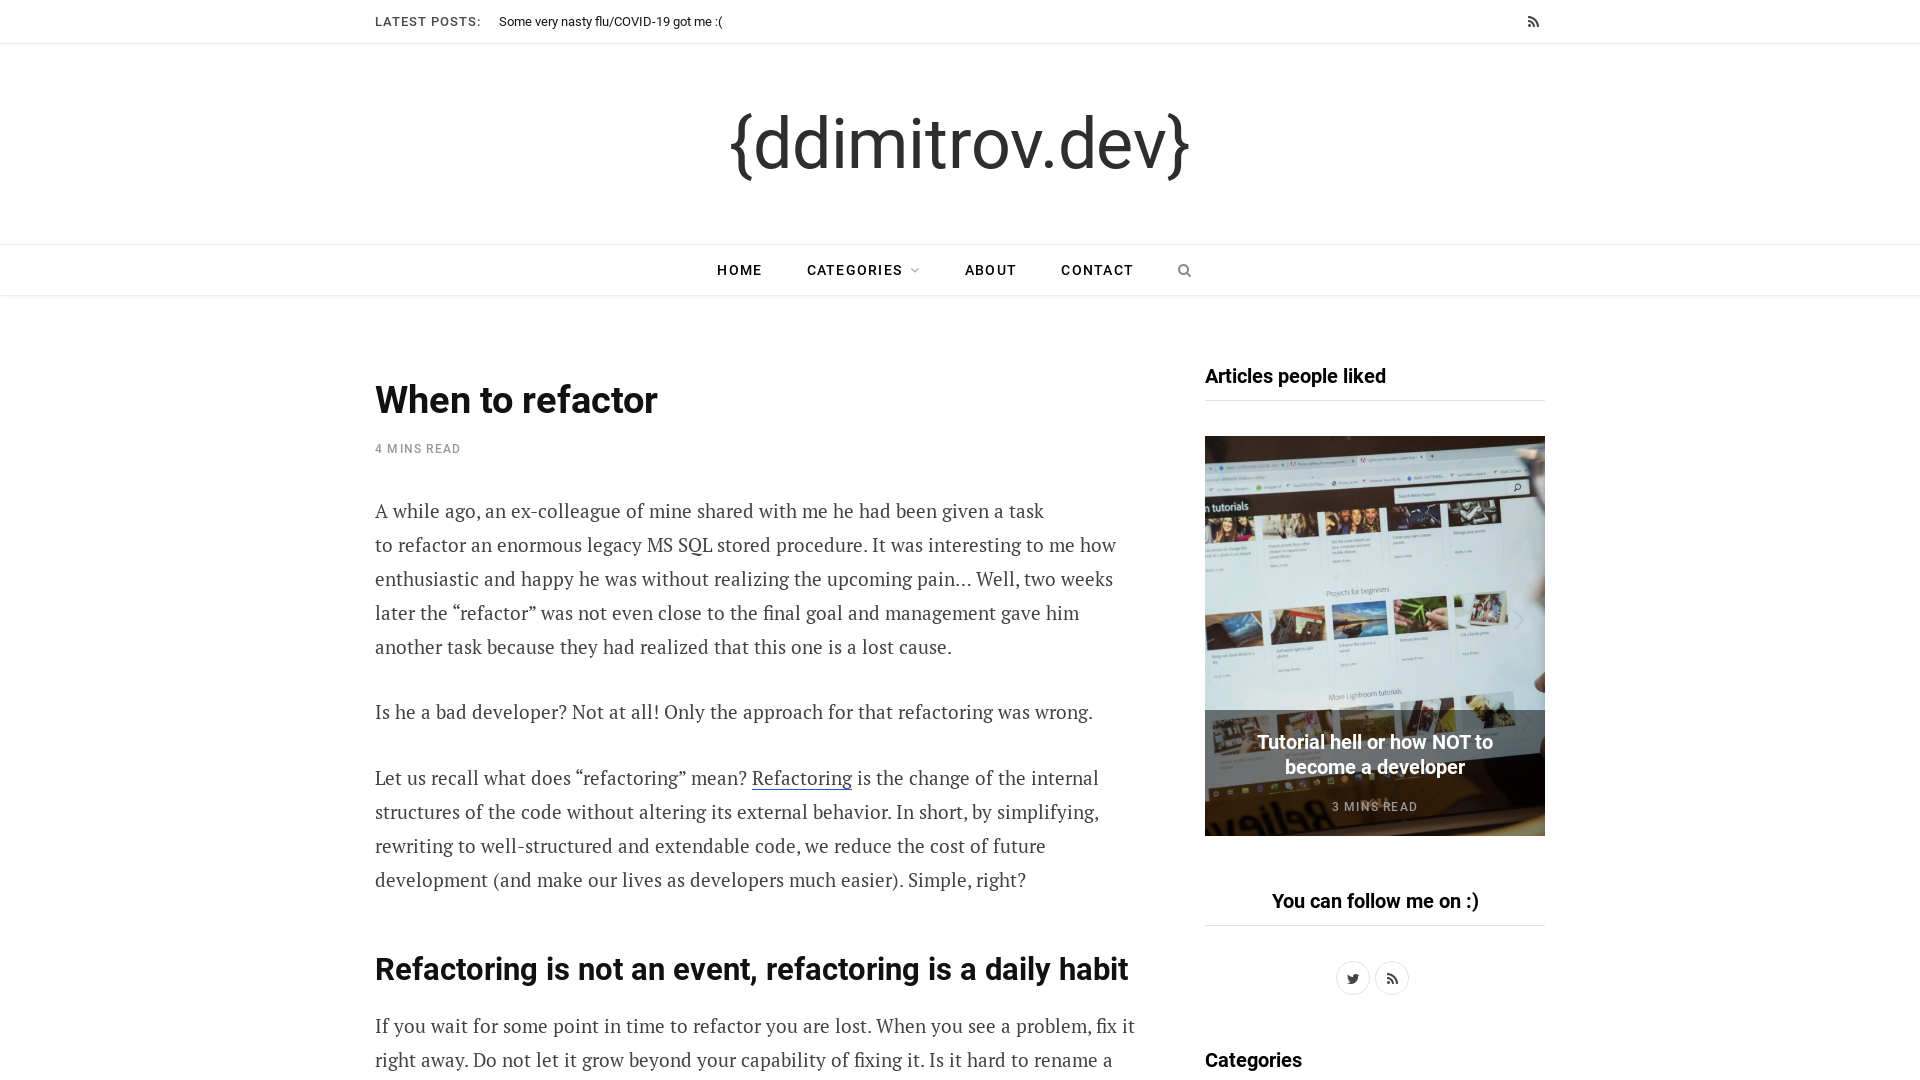 LATEST POSTS: Some very nasty flu/COVID-19 got me :(
{ddimitrov.dev}
HOME CATEGORIES ABOUT CONTACT
When to refactor
4 MINS READ
A while ago, an ex-colleague of mine shared with me he had been given a task
to refactor an enormous legacy MS SQL stored procedure. It was interesting to me how
enthusiastic and happy he was without realizing the upcoming pain… Well, two weeks
later the “refactor” was not even close to the final goal and management gave him
another task because they had realized that this one is a lost cause.
Is he a bad developer? Not at all! Only the approach for that refactoring was wrong.
Let us recall what does “refactoring” mean? Refactoring is the change of the internal
structures of the code without altering its external behavior. In short, by simplifying,
rewriting to well-structured and extendable code, we reduce the cost of future
development (and make our lives as developers much easier). Simple, right?
Refactoring is not an event, refactoring is a daily habit
If you wait for some point in time to refactor you are lost. When you see a problem, fix it
right away. Do not let it grow beyond your capability of fixing it. Is it hard to rename a
Articles people liked
n tutorials
Projects for beginners
More Lightroom tutorials
Tutorial hell or how NOT to
become a developer
3 MINS READ
You can follow me on :)
Categories